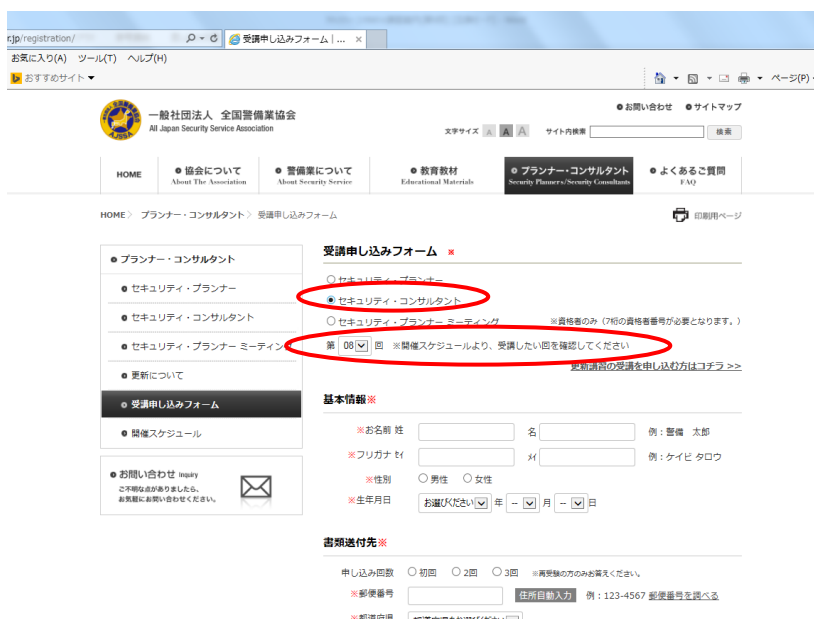 r.jp/registration/
受講申し込みフォーム | ... ×
お気に入り(A) ツール(T) ヘルプ(H)
おすすめサイト ▼
ページ(P)
一般社団法人 全国警備業協会
All Japan Security Service Association
AJSSA
お問い合わせ サイトマップ
文字サイズ A A A サイト内検索 検索
HOME 協会について 警備業について 教育教材 プランナー・コンサルタント よくあるご質問
About The Association About Security Service Educational Materials Security Planners/Security Consultants FAQ
HOME〉 プランナー・コンサルタント〉 受講申し込みフォーム
印刷用ページ
プランナー・コンサルタント
セキュリティ・プランナー
セキュリティ・コンサルタント
セキュリティ・プランナー ミーティン
更新について
受講申し込みフォーム
開催スケジュール
お問い合わせ Inquiry
ご不明な点がありましたら、
お気軽にお問い合わせください。
受講申し込みフォーム ※
セキュリティ・プランナー
セキュリティ・コンサルタント
セキュリティ・プランナー ミーティング ※資格者のみ（7桁の資格者番号が必要となります。）
第 08 回 ※開催スケジュールより、受講したい回を確認してください
更新講習の受講を申し込む方はコチラ >>
基本情報※
※お名前 姓 名 例：警備 太郎
※フリガナ セイ メイ 例：ケイビ タロウ
※性別 男性 女性
※生年月日 お選びください 年 -- 月 -- 日
書類送付先※
申し込み回数 初回 2回 3回 ※再受験の方のみお答えください。
※郵便番号 住所自動入力 例：123-4567 郵便番号を調べる
※都道府県